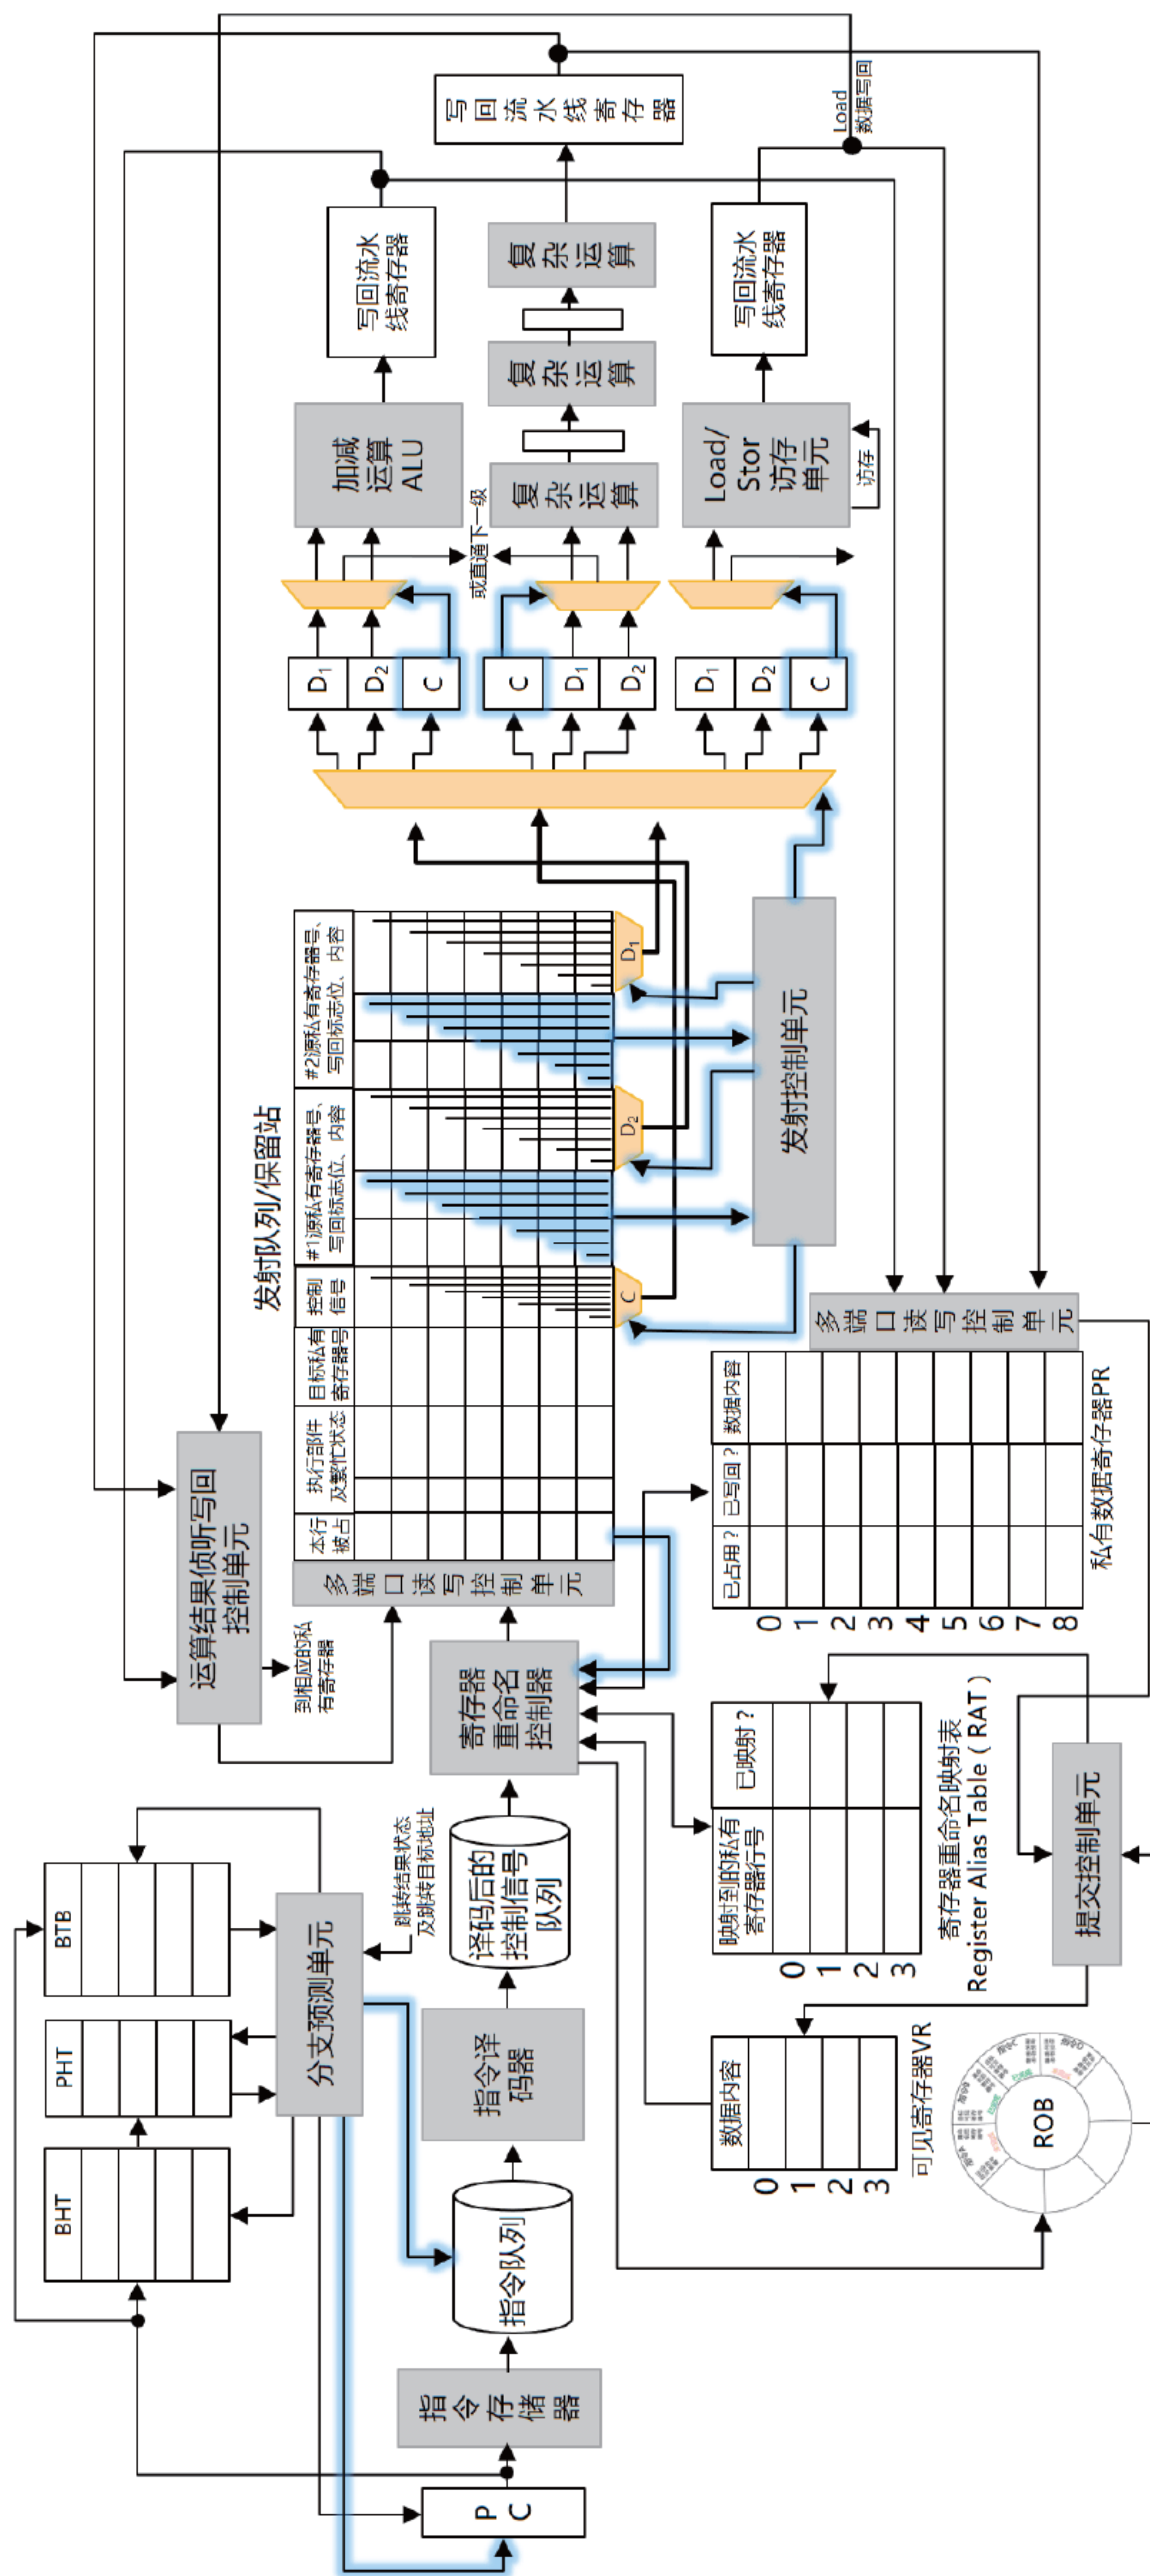 BHT
PHT
BTB
分支预测单元
跳转结果状态
及跳转目标地址
P
C
指令存储器
指令队列
指令译
码器
译码后的
控制信号
队列
寄存器
重命名
控制器
运算结果侦听写回
控制单元
到相应的私
有寄存器
发射队列/保留站
多端口读写控制单元
本行
被占
执行部件
及繁忙状态
目标私有
寄存器号
控制
信号
#1源私有寄存器号、
写回标志位、内容
#2源私有寄存器号、
写回标志位、内容
C
D2
D1
发射控制单元
D1
D2
C
C
D1
D2
D1
D2
C
或直通下一级
加减
运算
ALU
复杂运算
复杂运算
复杂运算
Load/
Stor
访存
单元
访存
写回流水
线寄存器
写回流水线寄存器
写回流水
线寄存器
Load
数据写回
数据内容
0
1
2
3
可见寄存器VR
映射到的私有
寄存器行号
已映射?
0
1
2
3
寄存器重命名映射表
Register Alias Table(RAT)
已占用?
已写回?
数据内容
0
1
2
3
4
5
6
7
8
私有数据寄存器PR
多端口读写控制单元
提交控制单元
ROB